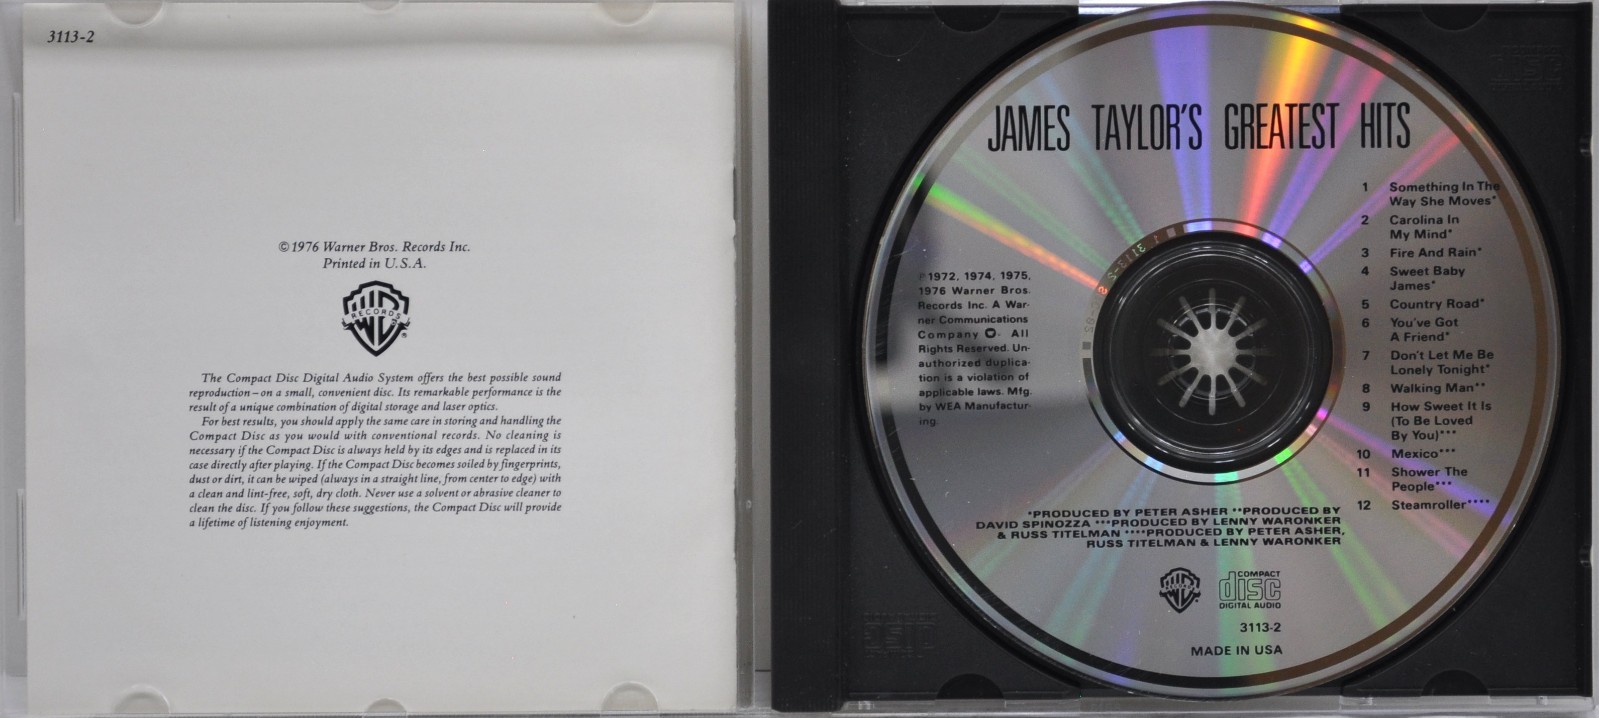 3113-2
©1976 Warner Bros. Records Inc.
Printed in U.S.A.
WB
RECORDS
®
The Compact Disc Digital Audio System offers the best possible sound
reproduction—on a small, convenient disc. Its remarkable performance is the
result of a unique combination of digital storage and laser optics.
For best results, you should apply the same care in storing and handling the
Compact Disc as you would with conventional records. No cleaning is
necessary if the Compact Disc is always held by its edges and is replaced in its
case directly after playing. If the Compact Disc becomes soiled by fingerprints,
dust or dirt, it can be wiped (always in a straight line, from center to edge) with
a clean and lint-free, soft, dry cloth. Never use a solvent or abrasive cleaner to
clean the disc. If you follow these suggestions, the Compact Disc will provide
a lifetime of listening enjoyment.
JAMES TAYLOR'S GREATEST HITS
1 Something In The
Way She Moves*
2 Carolina In
My Mind*
3 Fire And Rain*
4 Sweet Baby
James*
5 Country Road*
6 You've Got
A Friend*
7 Don't Let Me Be
Lonely Tonight*
8 Walking Man**
9 How Sweet It Is
(To Be Loved
By You)***
10 Mexico***
11 Shower The
People***
12 Steamroller****
℗1972, 1974, 1975,
1976 Warner Bros.
Records Inc. A War-
ner Communications
Company. All
Rights Reserved. Un-
authorized duplica-
tion is a violation of
applicable laws. Mfg.
by WEA Manufactur-
ing.
*PRODUCED BY PETER ASHER **PRODUCED BY
DAVID SPINOZZA ***PRODUCED BY LENNY WARONKER
& RUSS TITELMAN ****PRODUCED BY PETER ASHER,
RUSS TITELMAN & LENNY WARONKER
WB
RECORDS
COMPACT
disc
DIGITAL AUDIO
3113-2
MADE IN USA